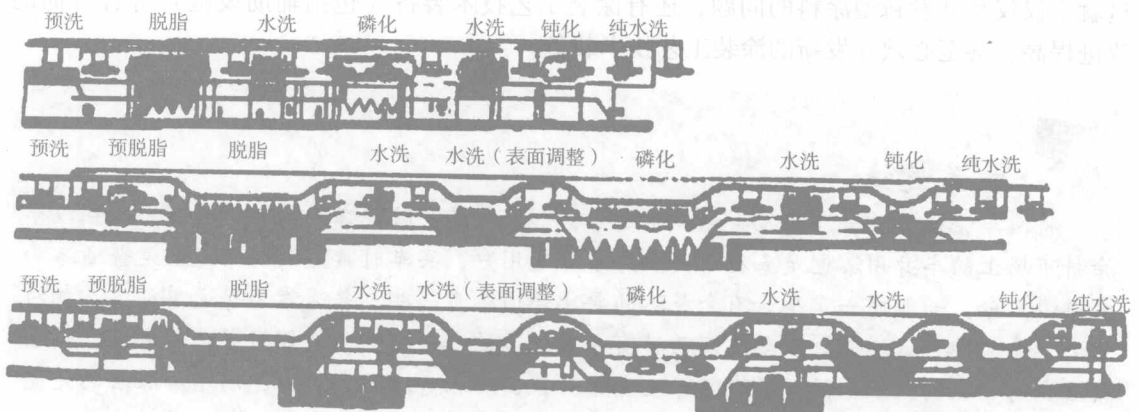 预洗 脱脂 水洗 磷化 水洗 钝化 纯水洗
预洗 预脱脂 脱脂 水洗 水洗（表面调整） 磷化 水洗 钝化 纯水洗
预洗 预脱脂 脱脂 水洗 水洗（表面调整） 磷化 水洗 水洗 钝化 纯水洗